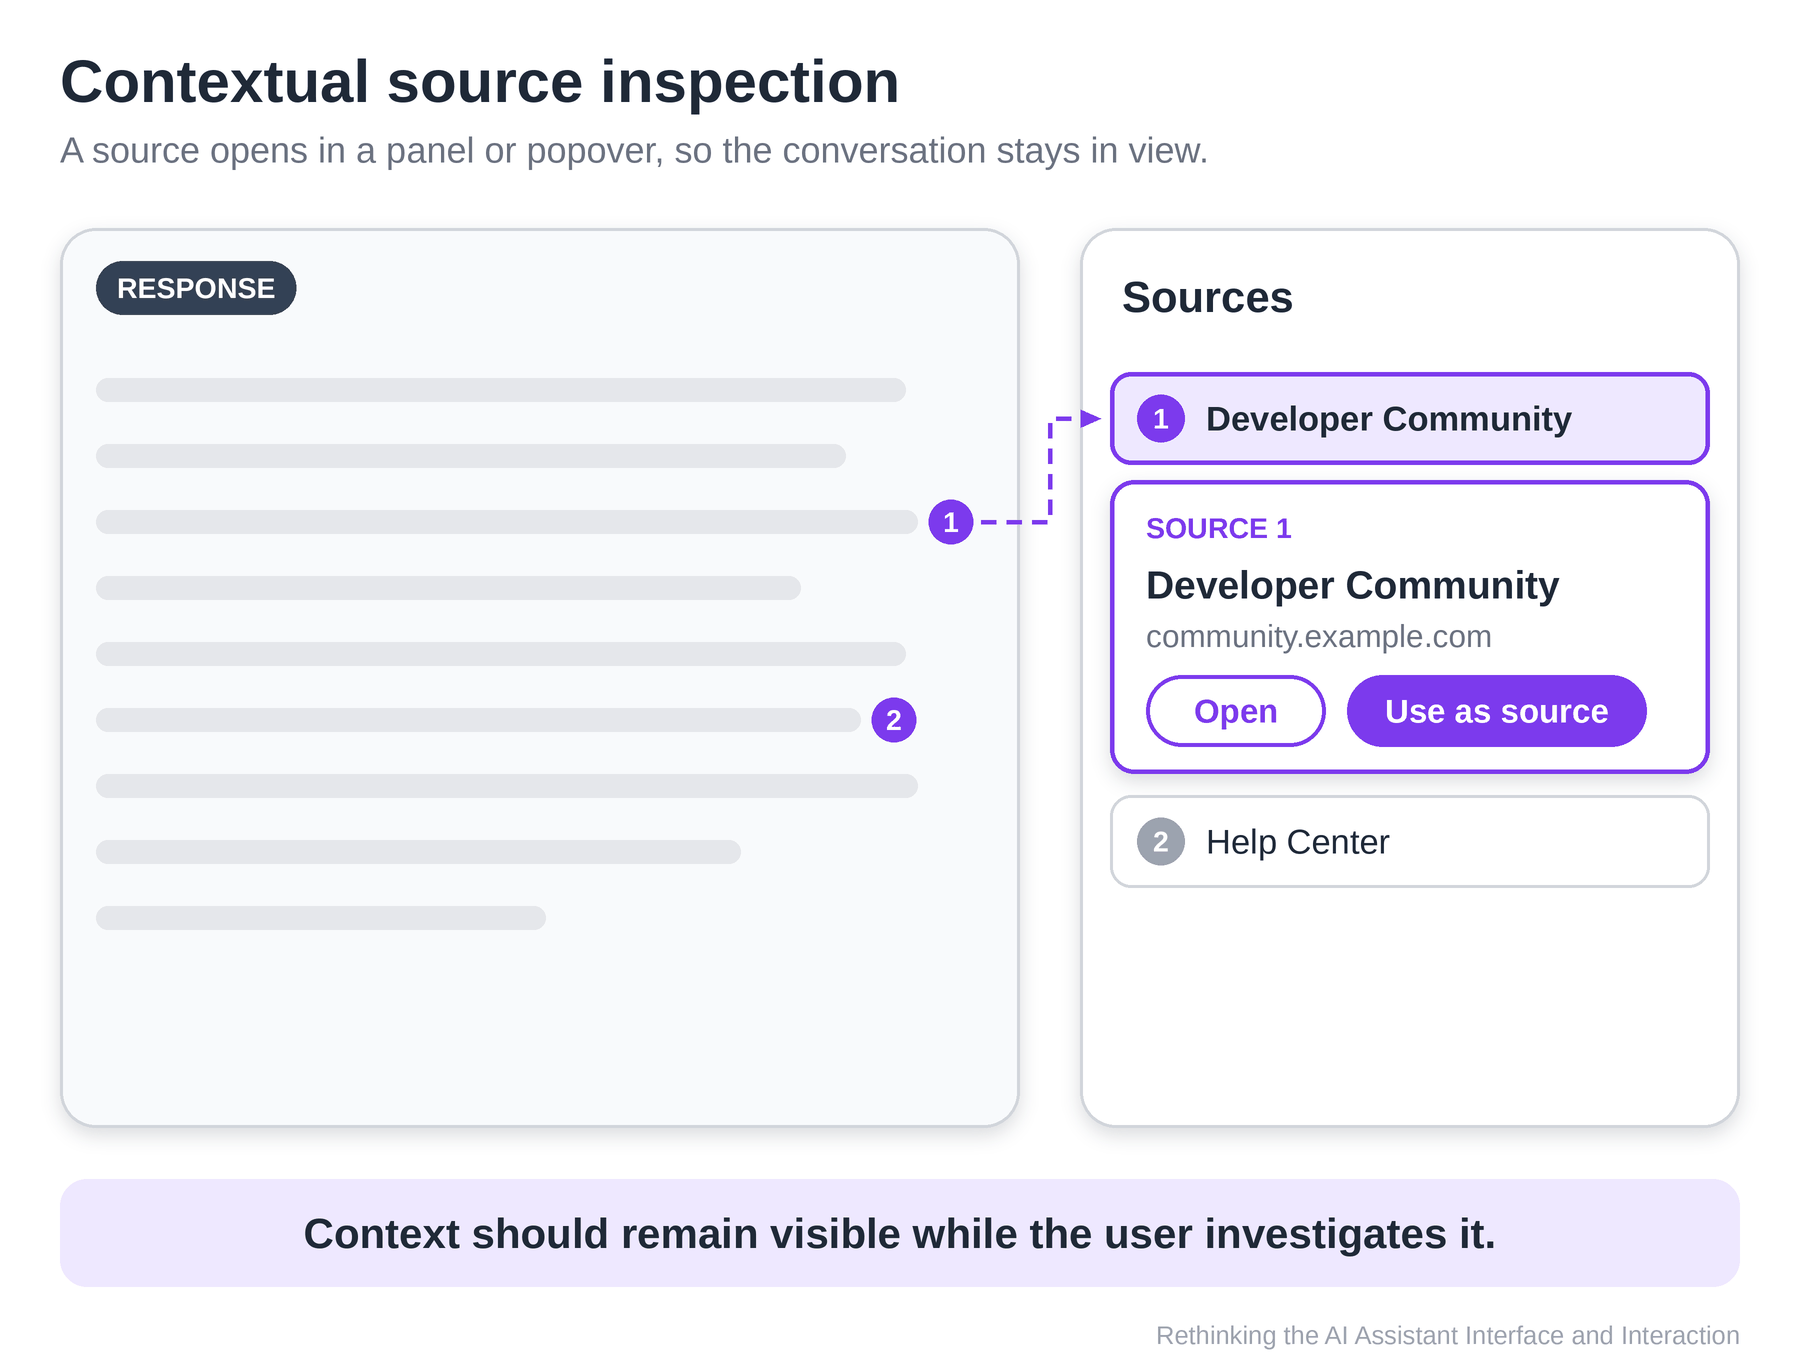 Contextual source inspection
A source opens in a panel or popover, so the conversation stays in view.
RESPONSE
1
2
Sources
1 Developer Community
SOURCE 1
Developer Community
community.example.com
Open Use as source
2 Help Center
Context should remain visible while the user investigates it.
Rethinking the AI Assistant Interface and Interaction